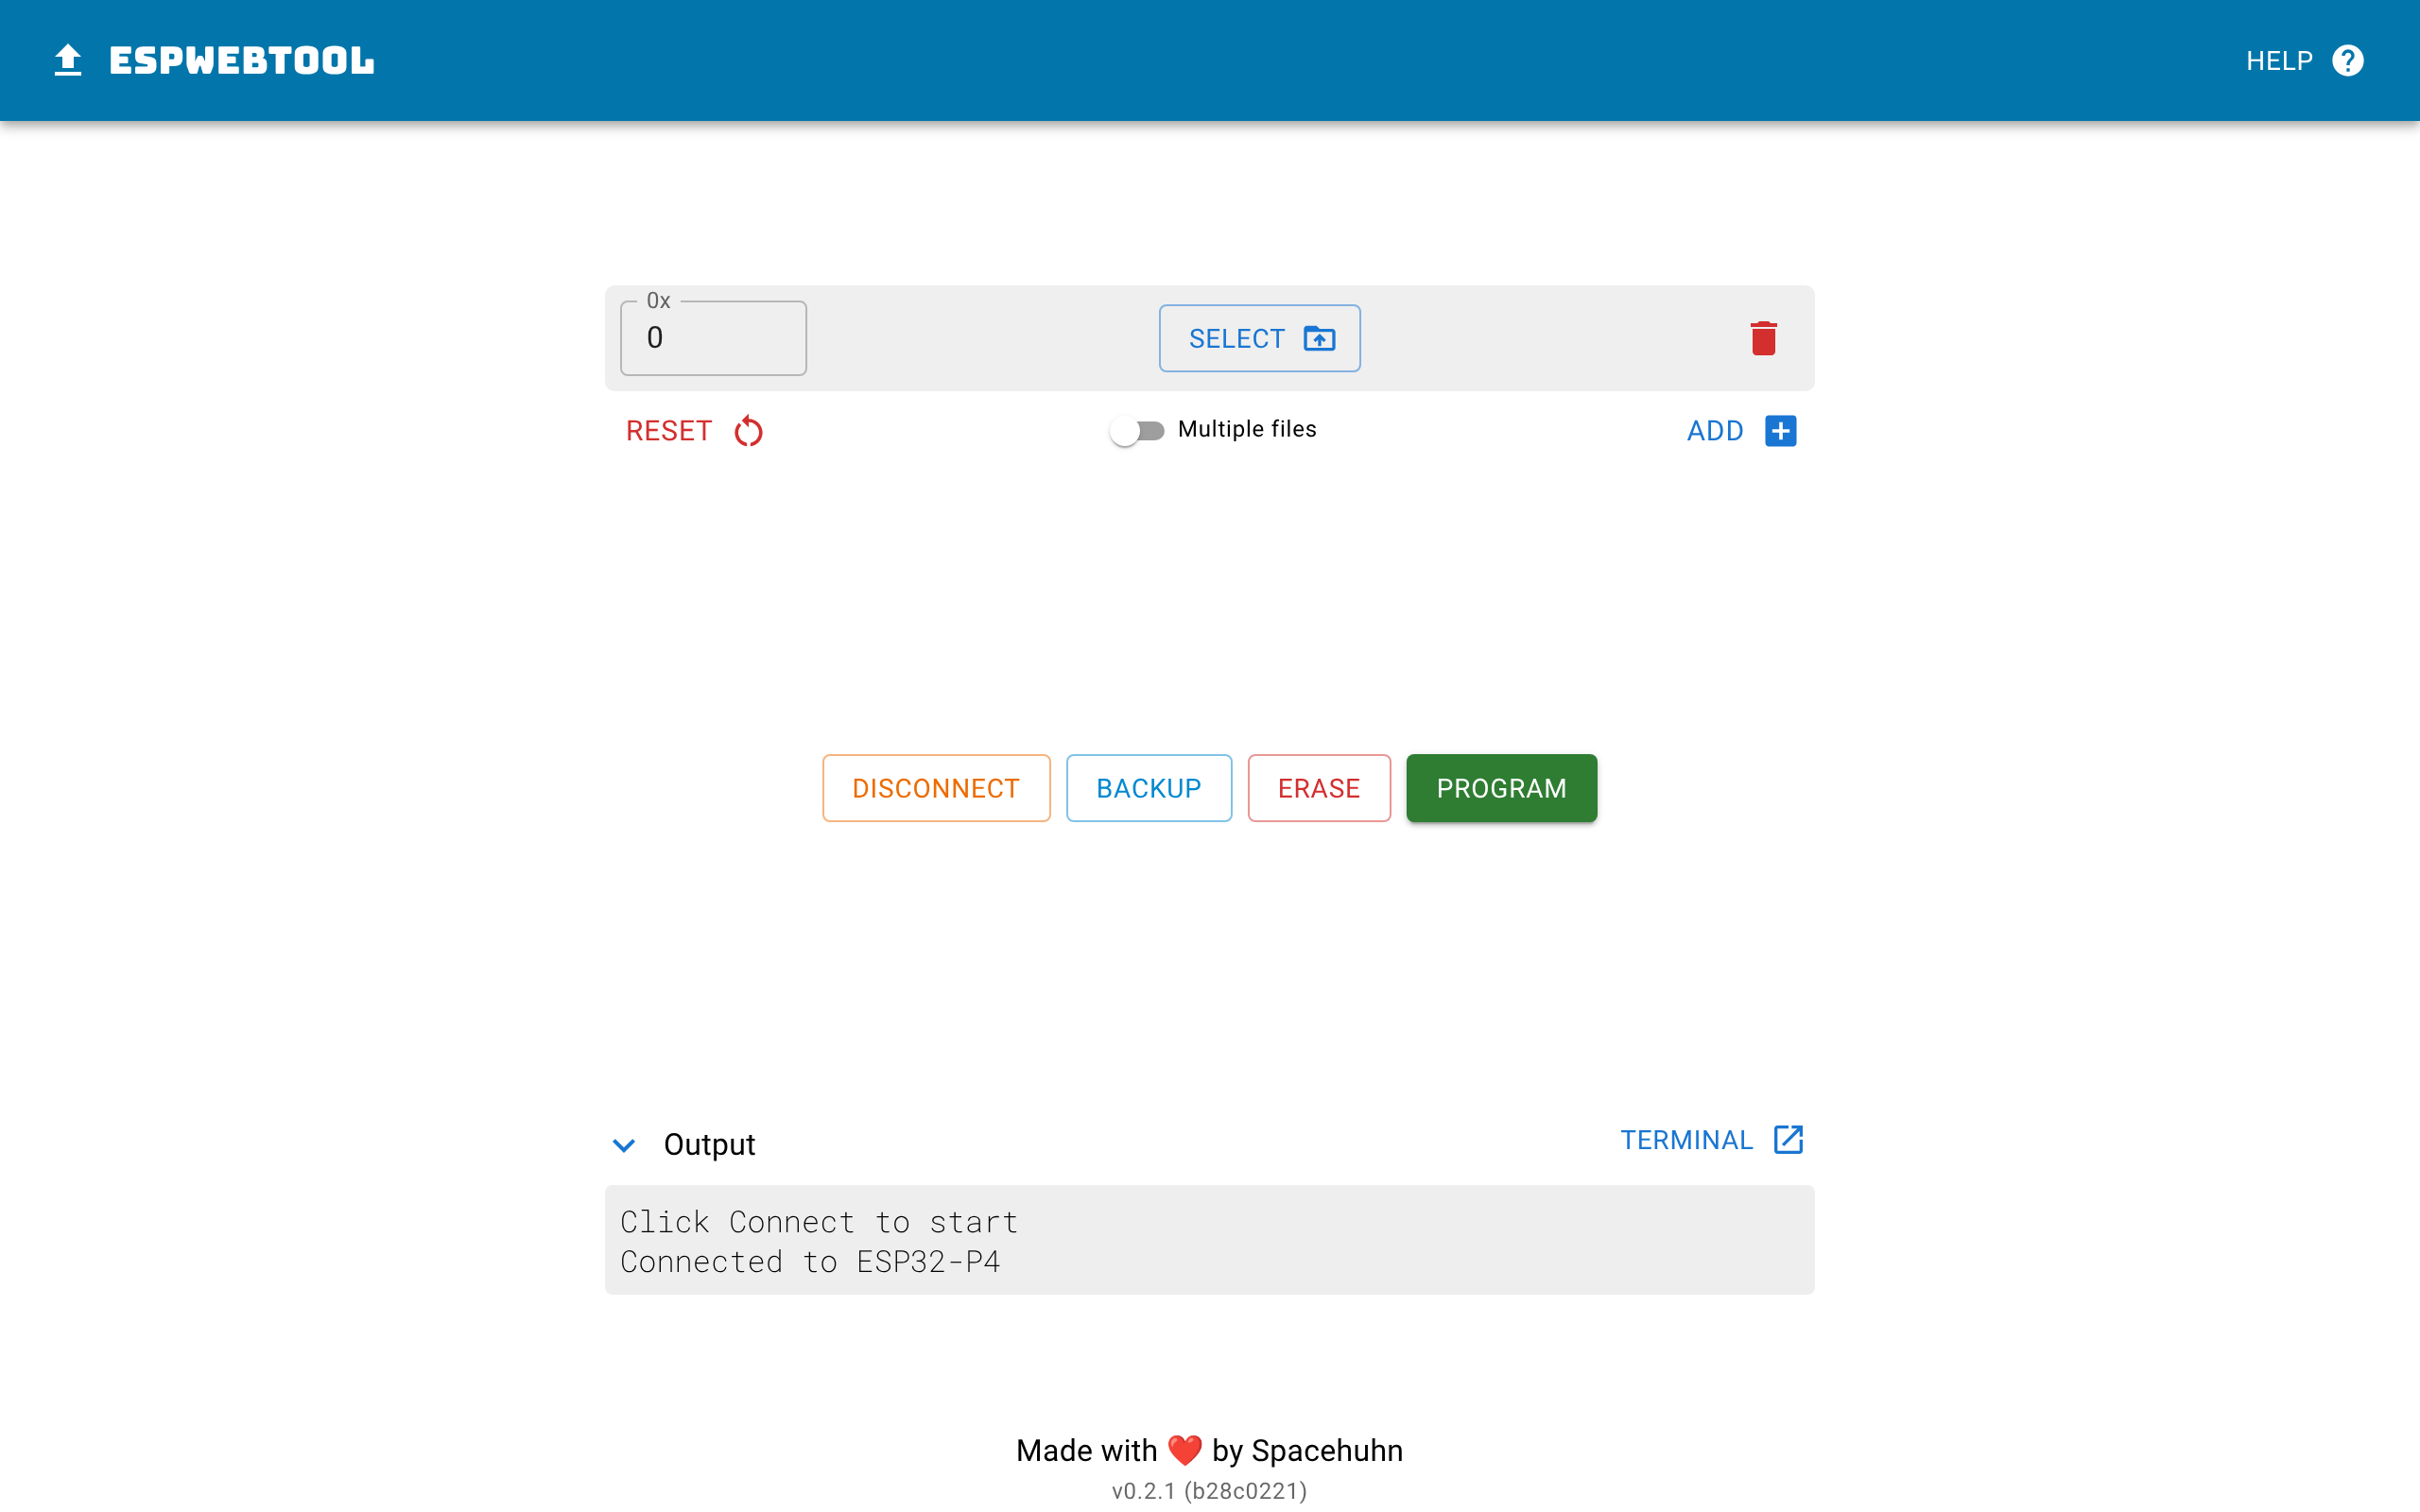 ESPWEBTOOL
HELP
0x
0
SELECT
RESET
Multiple files
ADD
DISCONNECT
BACKUP
ERASE
PROGRAM
Output
TERMINAL
Click Connect to start
Connected to ESP32-P4
Made with ❤️ by Spacehuhn
v0.2.1 (b28c0221)